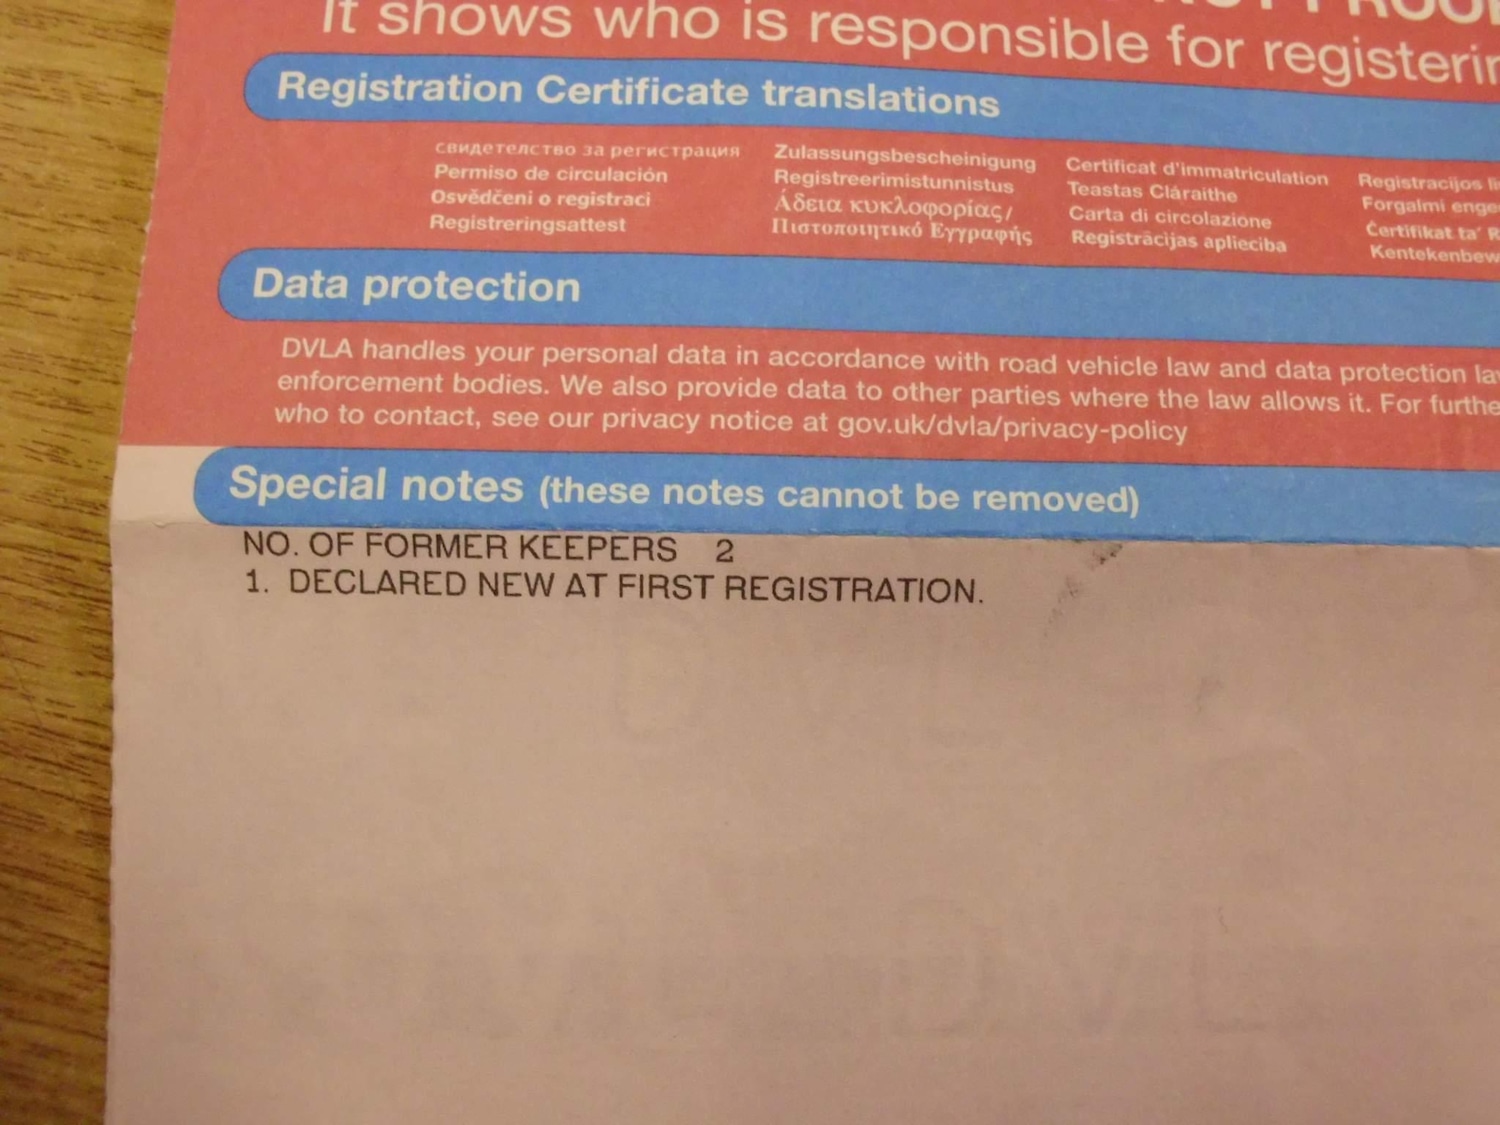 It shows who is responsible for
Registration Certificate translations
свидетелство за регистрация
Permiso de circulación
Osvědčeni o registraci
Registreringsattest
Zulassungsbescheinigung
Registreerimistunnistus
Άδεια κυκλοφορίας/
Πιστοποιητικό Εγγραφής
Certificat d'immatriculation
Teastas Cláraithe
Carta di circolazione
Registrācijas apliecība
Registracijos
Forgalmi
Ċertifikat ta'
Data protection
DVLA handles your personal data in accordance with road vehicle law and data protection
enforcement bodies. We also provide data to other parties where the law allows it. For
who to contact, see our privacy notice at gov.uk/dvla/privacy-policy
Special notes (these notes cannot be removed)
NO. OF FORMER KEEPERS 2
1. DECLARED NEW AT FIRST REGISTRATION.